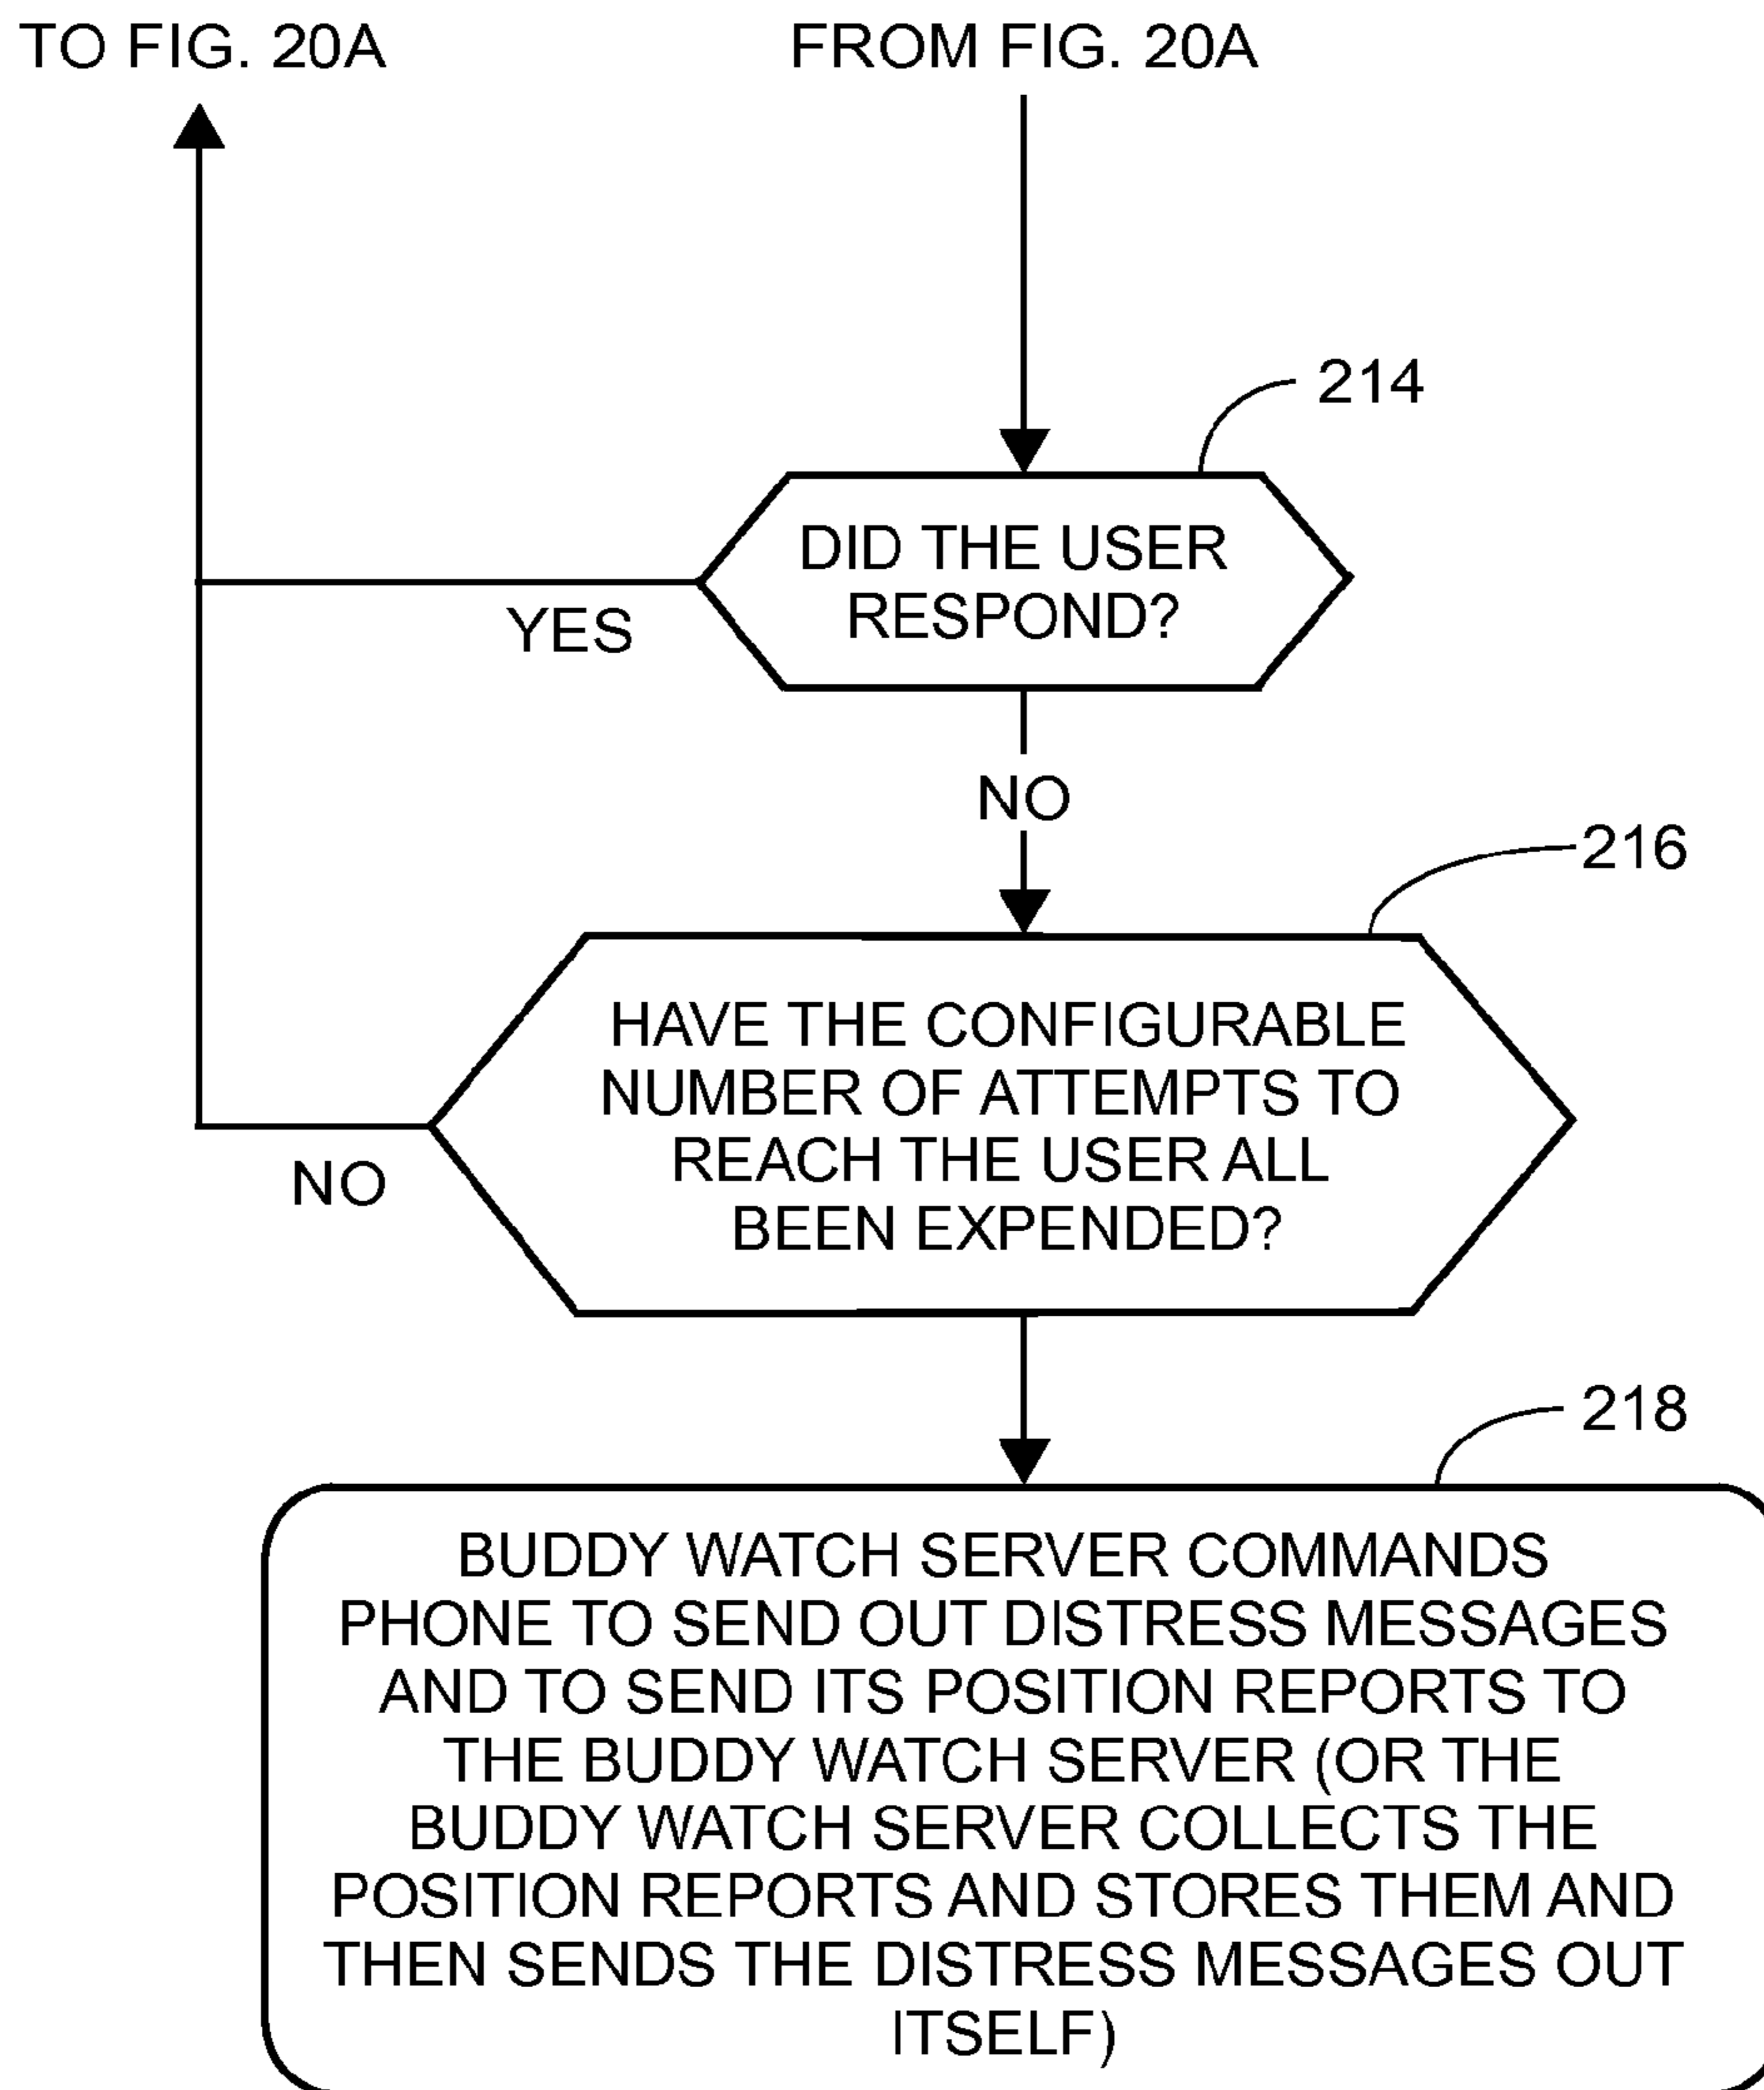 TO FIG. 20A
FROM FIG. 20A
214
DID THE USER
RESPOND?
YES
NO
216
HAVE THE CONFIGURABLE
NUMBER OF ATTEMPTS TO
REACH THE USER ALL
BEEN EXPENDED?
NO
218
BUDDY WATCH SERVER COMMANDS
PHONE TO SEND OUT DISTRESS MESSAGES
AND TO SEND ITS POSITION REPORTS TO
THE BUDDY WATCH SERVER (OR THE
BUDDY WATCH SERVER COLLECTS THE
POSITION REPORTS AND STORES THEM AND
THEN SENDS THE DISTRESS MESSAGES OUT
ITSELF)